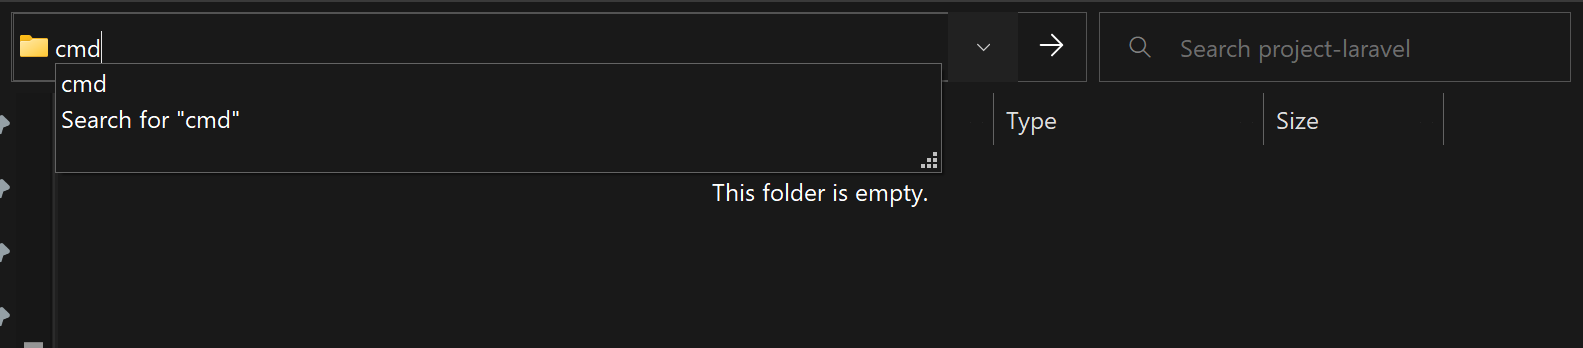 cmd
Search project-laravel
cmd
Search for "cmd"
Type
Size
This folder is empty.